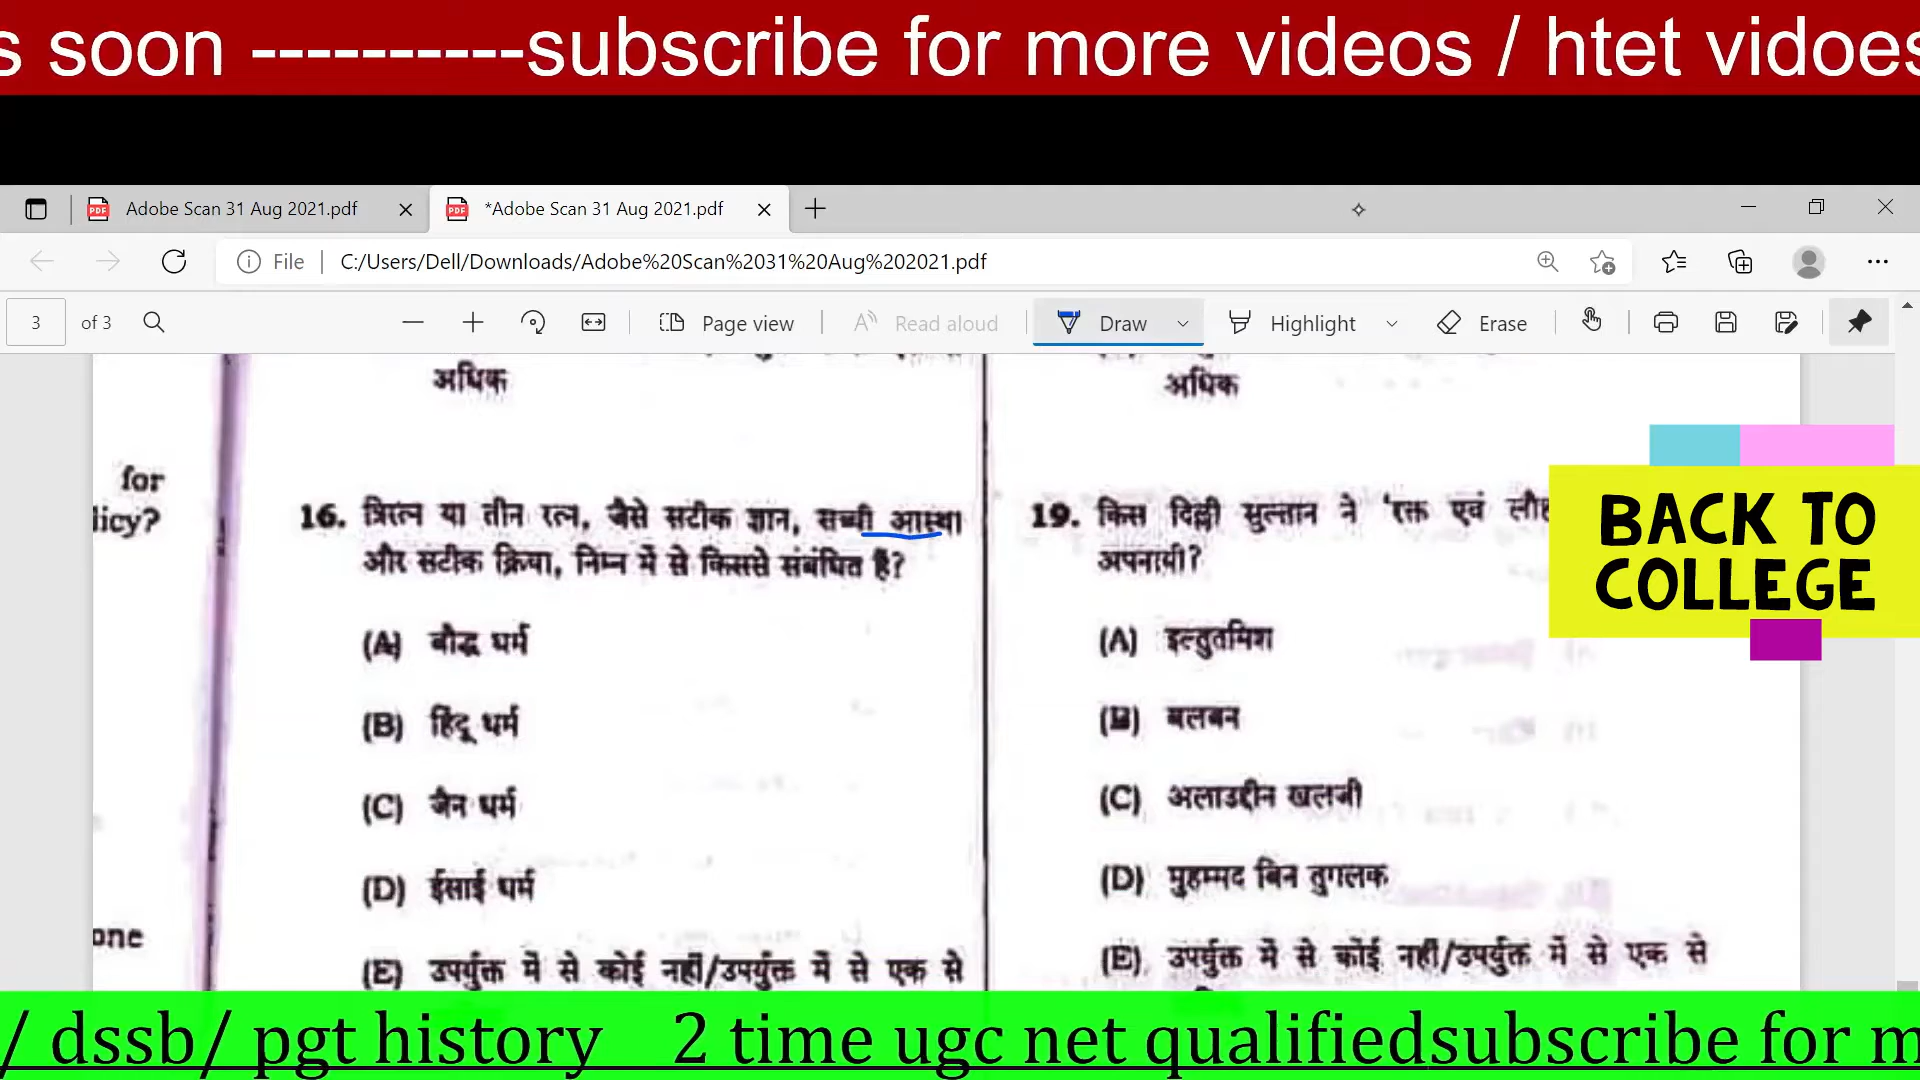 s soon ----------subscribe for more videos / htet vidoes
Adobe Scan 31 Aug 2021.pdf
*Adobe Scan 31 Aug 2021.pdf
File
C:/Users/Dell/Downloads/Adobe%20Scan%2031%20Aug%202021.pdf
3 of 3
Page view
Read aloud
Draw
Highlight
Erase
for
licy?
one
अधिक
16. त्रिरत्न या तीन रत्न, जैसे सटीक ज्ञान, सच्ची आस्था
और सटीक क्रिया, निम्न में से किससे संबंधित है?
(A) बौद्ध धर्म
(B) हिंदू धर्म
(C) जैन धर्म
(D) ईसाई धर्म
(E) उपर्युक्त में से कोई नहीं/उपर्युक्त में से एक से
अधिक
19. किस दिल्ली सुल्तान ने 'रक्त एवं
अपनायी?
(A) इल्तुतमिश
(B) बलबन
(C) अलाउद्दीन खलजी
(D) मुहम्मद बिन तुगलक
(E) उपर्युक्त में से कोई नहीं/उपर्युक्त में से एक से
BACK TO
COLLEGE
/ dssb/ pgt history 2 time ugc net qualifiedsubscribe for m